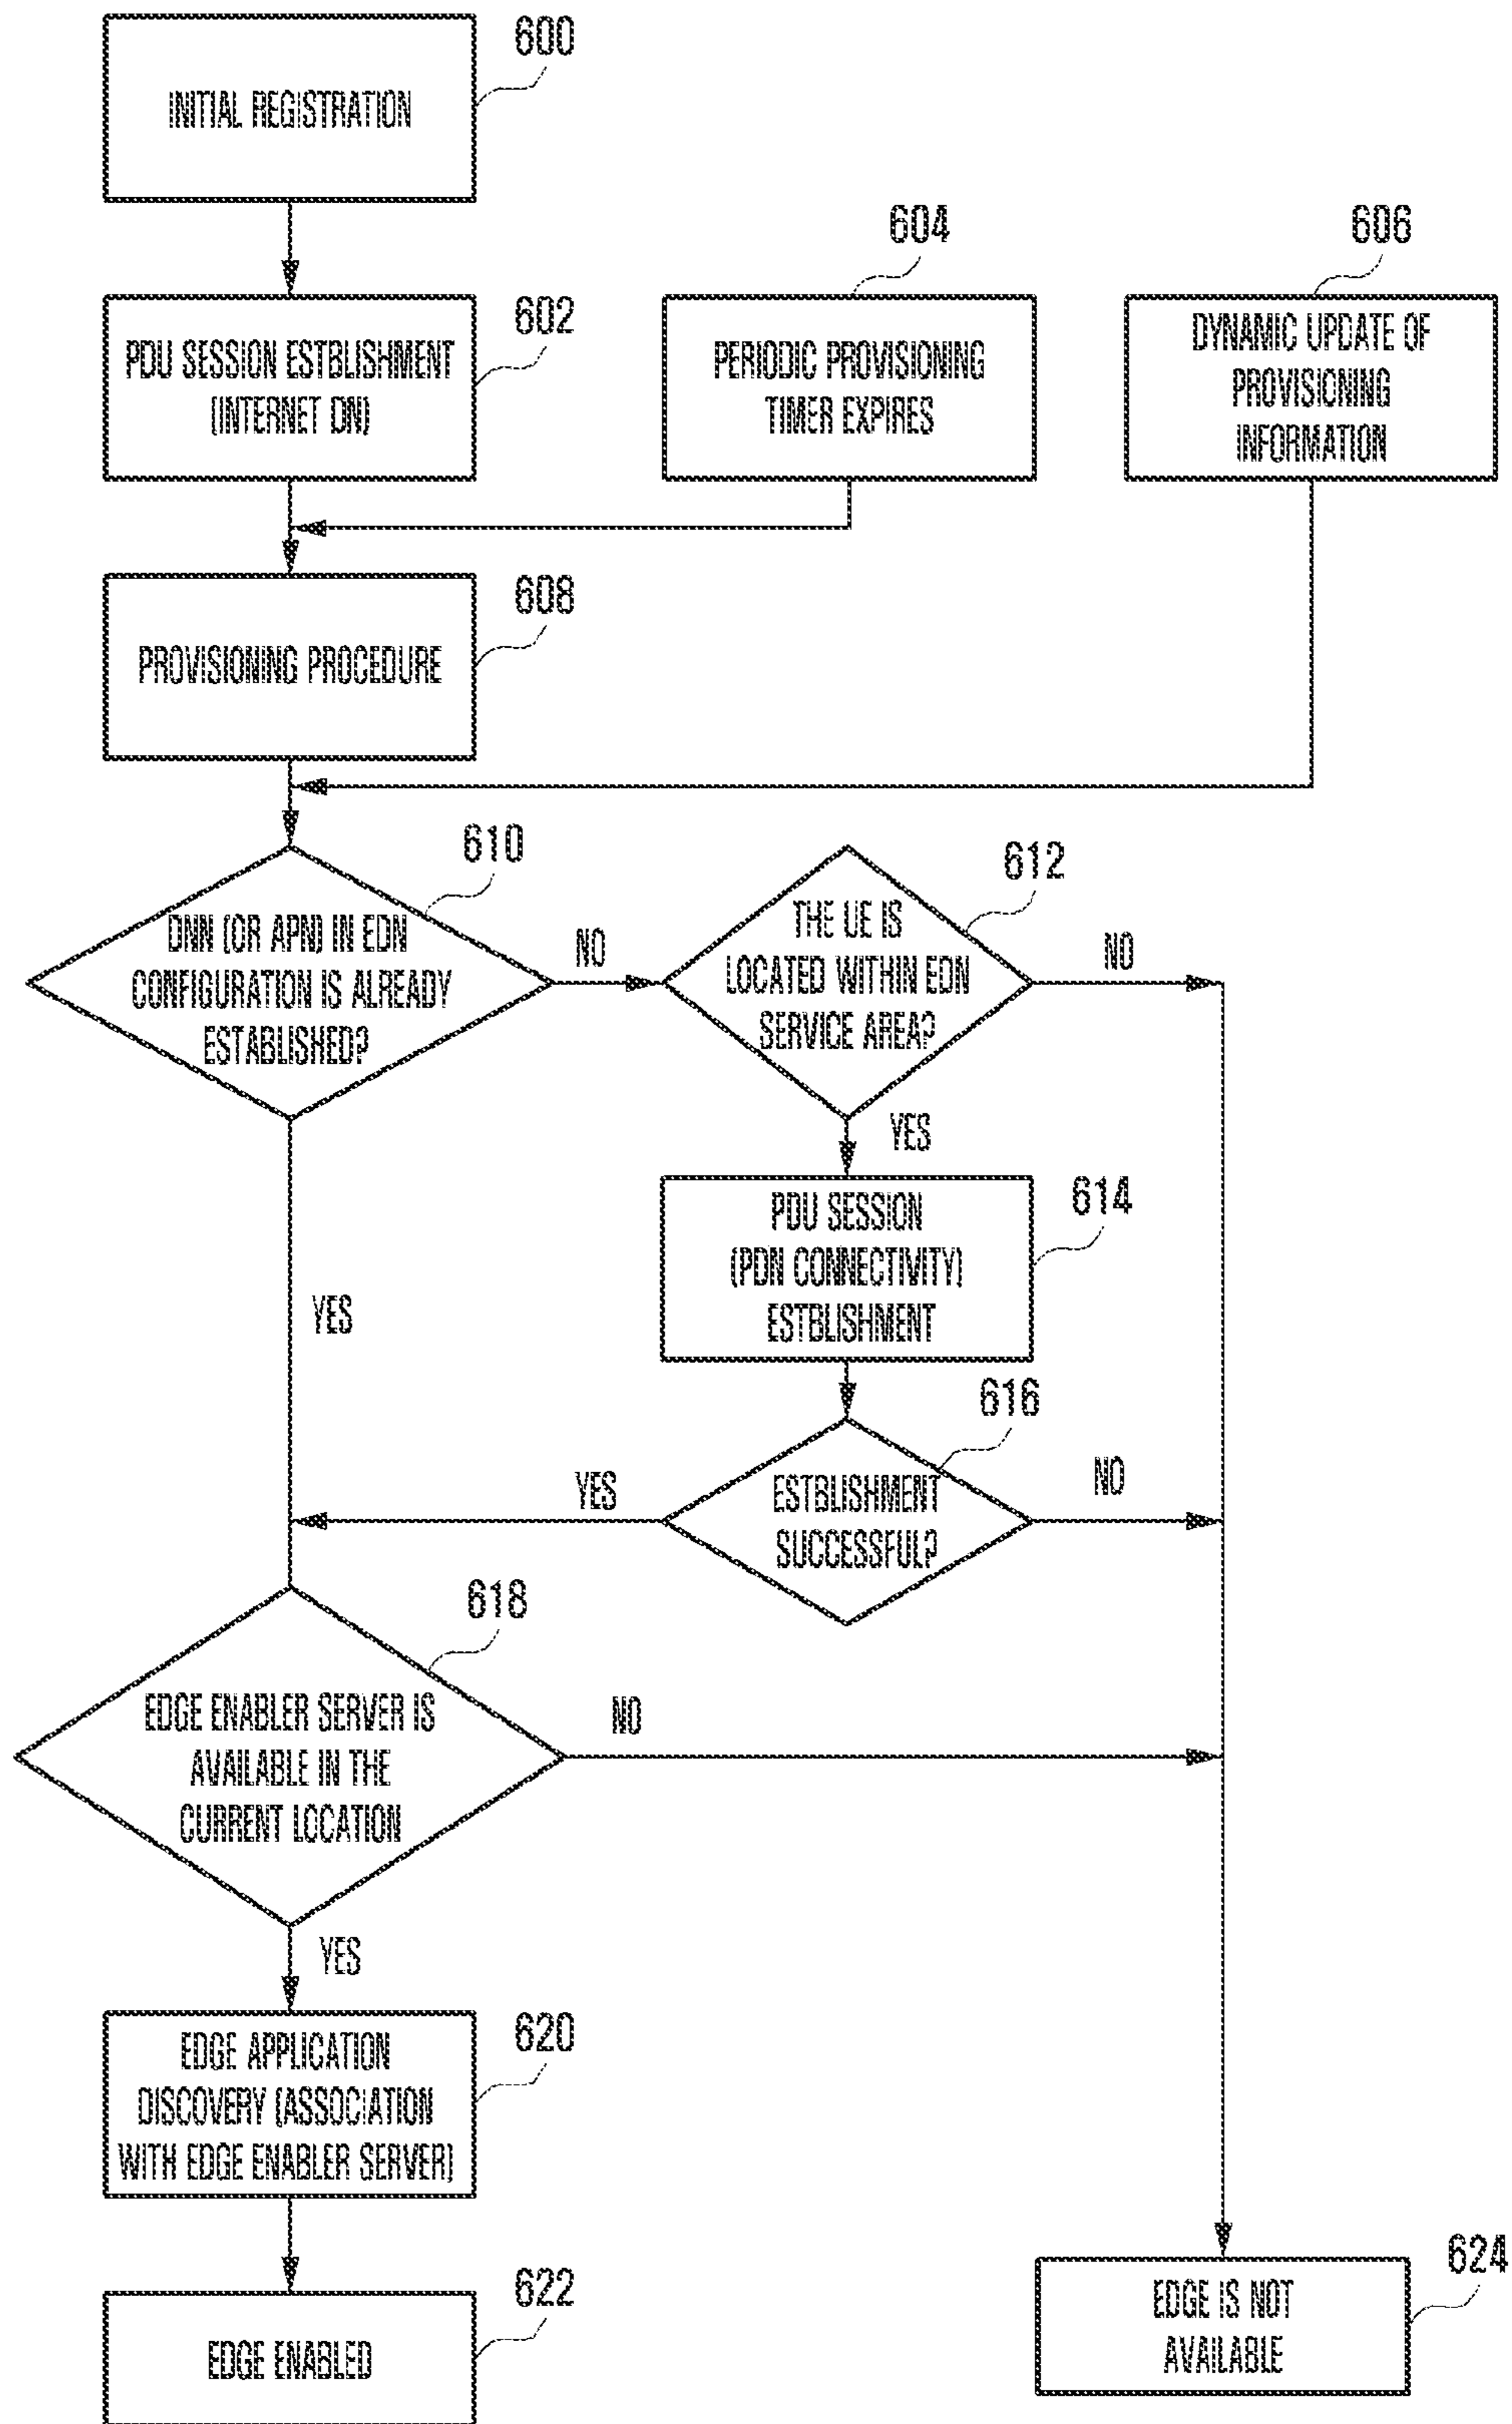 600
INITIAL REGISTRATION
604
606
602
PDU SESSION ESTBLISHMENT
(INTERNET DN)
PERIODIC PROVISIONING
TIMER EXPIRES
DYNAMIC UPDATE OF
PROVISIONING
INFORMATION
608
PROVISIONING PROCEDURE
610
DNN (OR APN) IN EDN
CONFIGURATION IS ALREADY
ESTABLISHED?
NO
612
THE UE IS
LOCATED WITHIN EDN
SERVICE AREA?
NO
YES
YES
614
PDU SESSION
(PDN CONNECTIVITY)
ESTBLISHMENT
616
ESTBLISHMENT
SUCCESSFUL?
YES
NO
618
EDGE ENABLER SERVER IS
AVAILABLE IN THE
CURRENT LOCATION
NO
YES
620
EDGE APPLICATION
DISCOVERY (ASSOCIATION
WITH EDGE ENABLER SERVER)
622
EDGE ENABLED
624
EDGE IS NOT
AVAILABLE